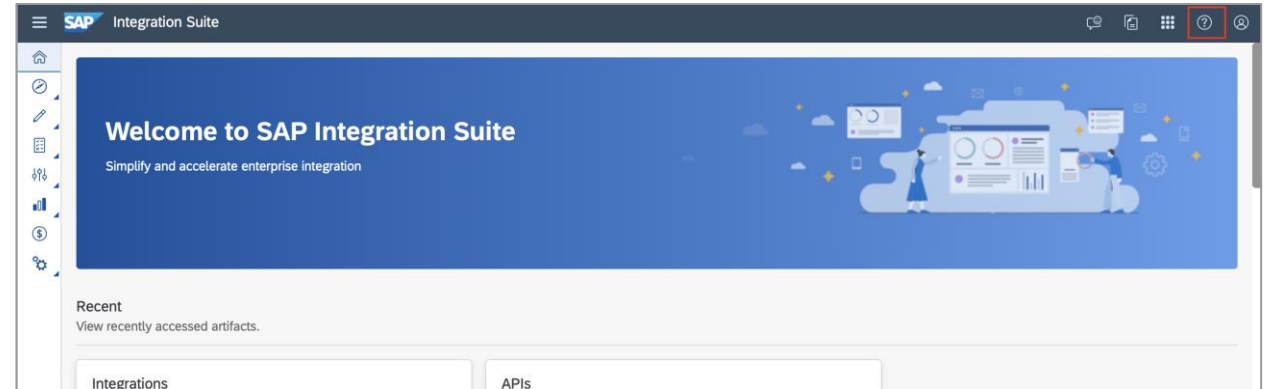 SAP Integration Suite
Welcome to SAP Integration Suite
Simplify and accelerate enterprise integration
Recent
View recently accessed artifacts.
Integrations APIs